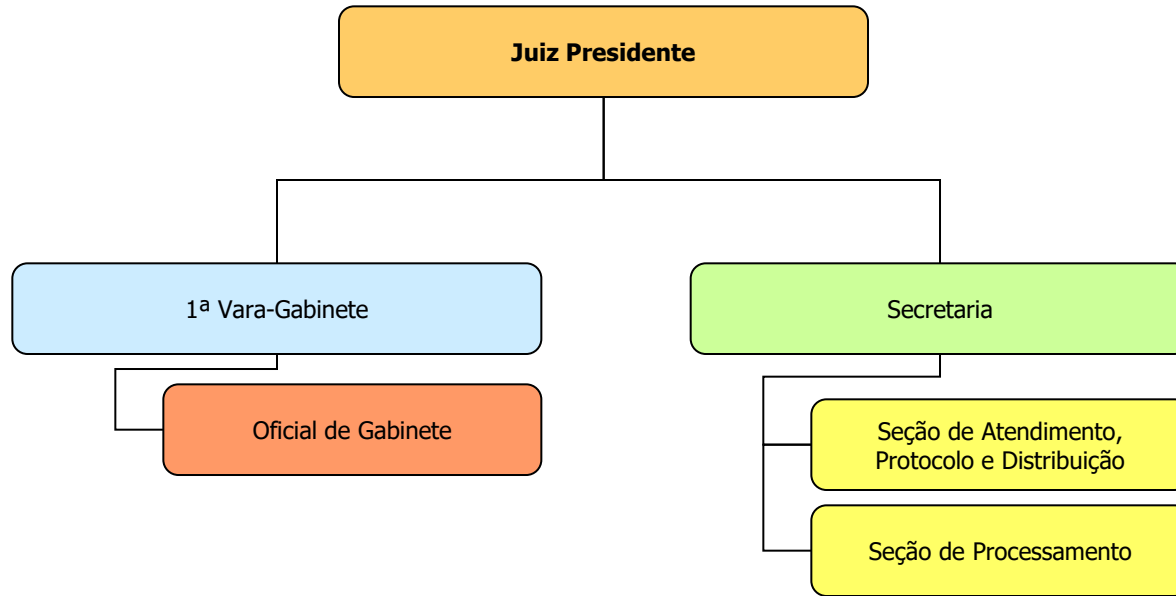 Juiz Presidente
1ª Vara-Gabinete
Oficial de Gabinete
Secretaria
Seção de Atendimento,
Protocolo e Distribuição
Seção de Processamento